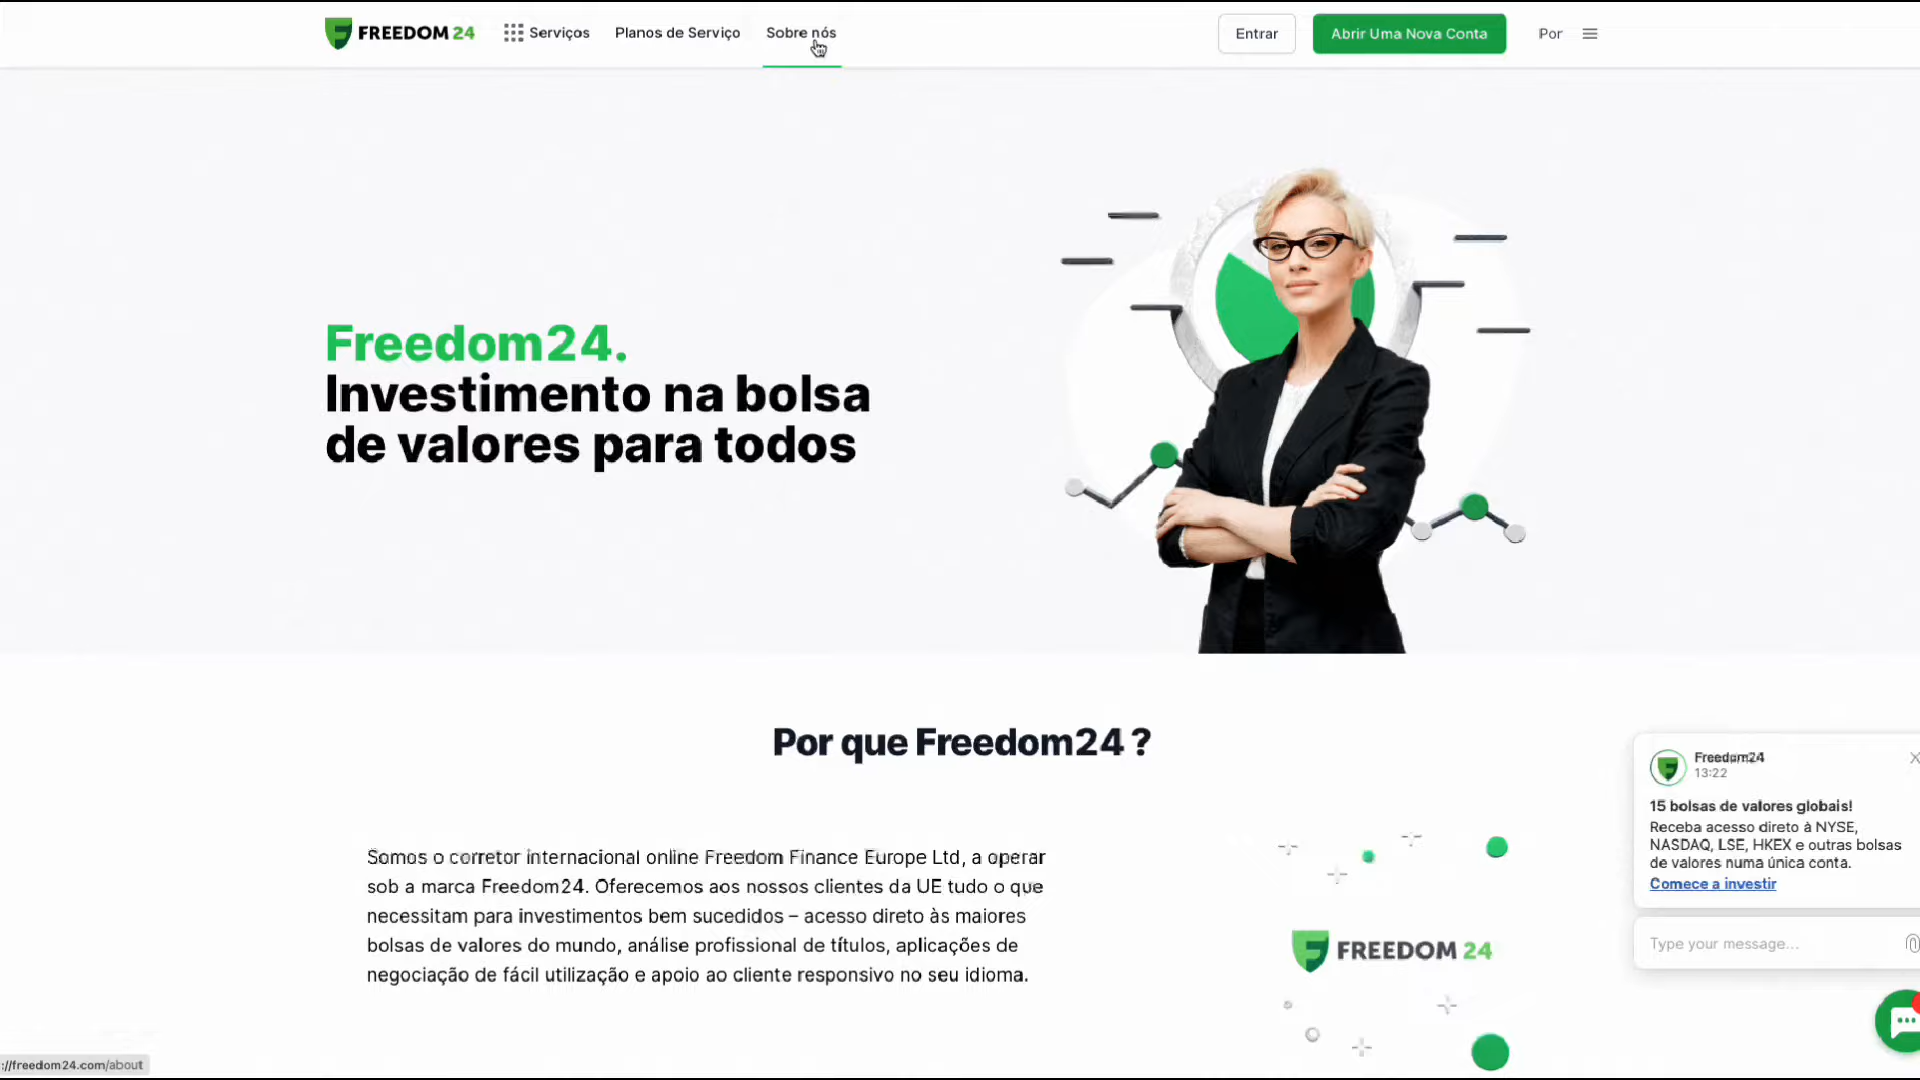 FREEDOM 24
Serviços
Planos de Serviço
Sobre nós
Entrar
Abrir Uma Nova Conta
Por
Freedom24.
Investimento na bolsa
de valores para todos
Por que Freedom24 ?
Somos o corretor internacional online Freedom Finance Europe Ltd, a operar
sob a marca Freedom24. Oferecemos aos nossos clientes da UE tudo o que
necessitam para investimentos bem sucedidos – acesso direto às maiores
bolsas de valores do mundo, análise profissional de títulos, aplicações de
negociação de fácil utilização e apoio ao cliente responsivo no seu idioma.
FREEDOM 24
Freedom24
13:22
15 bolsas de valores globais!
Receba acesso direto à NYSE,
NASDAQ, LSE, HKEX e outras bolsas
de valores numa única conta.
Comece a investir
Type your message...
://freedom24.com/about